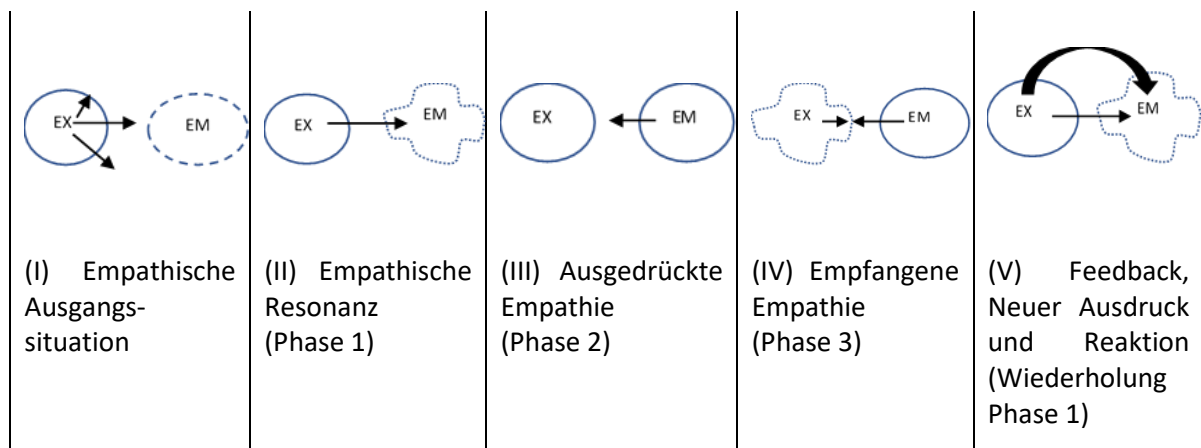 EX
EM
(I) Empathische
Ausgangs-
situation
EX
EM
(II) Empathische
Resonanz
(Phase 1)
EX
EM
(III) Ausgedrückte
Empathie
(Phase 2)
EX
EM
(IV) Empfangene
Empathie
(Phase 3)
EX
EM
(V) Feedback,
Neuer Ausdruck
und Reaktion
(Wiederholung
Phase 1)